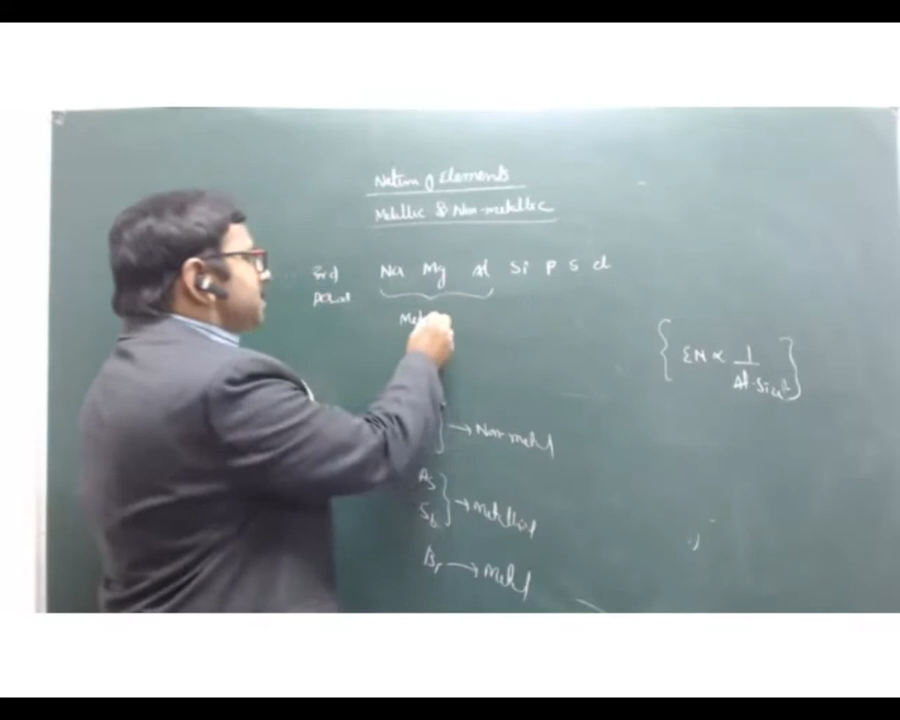 Nature of Elements
Metallic & Non-metallic
3rd Na Mg Al Si P S Cl
Period
Met
EN ∝ 1
At. Size
→ Non-metal
As
Sb
→ Metalloid
Bi → Metal